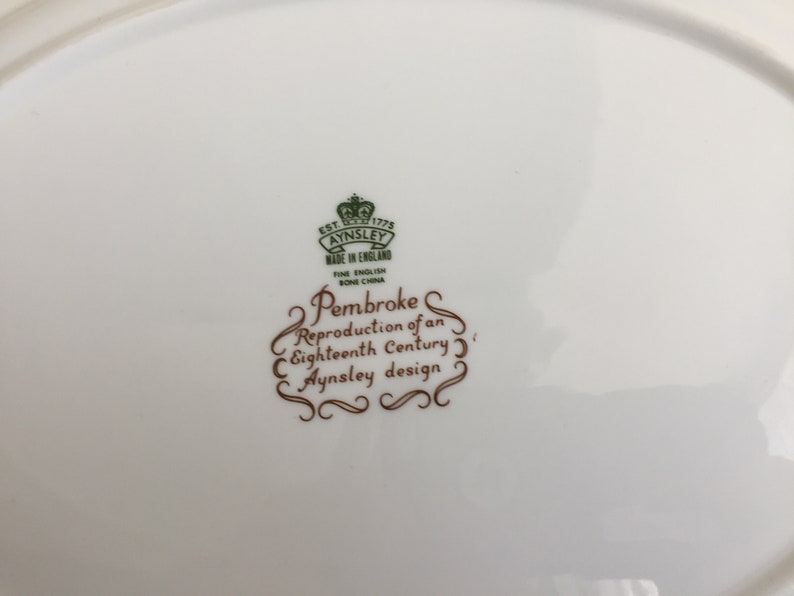 EST. 1775
AYNSLEY
MADE IN ENGLAND
FINE ENGLISH
BONE CHINA
Pembroke
Reproduction of an
Eighteenth Century
Aynsley design